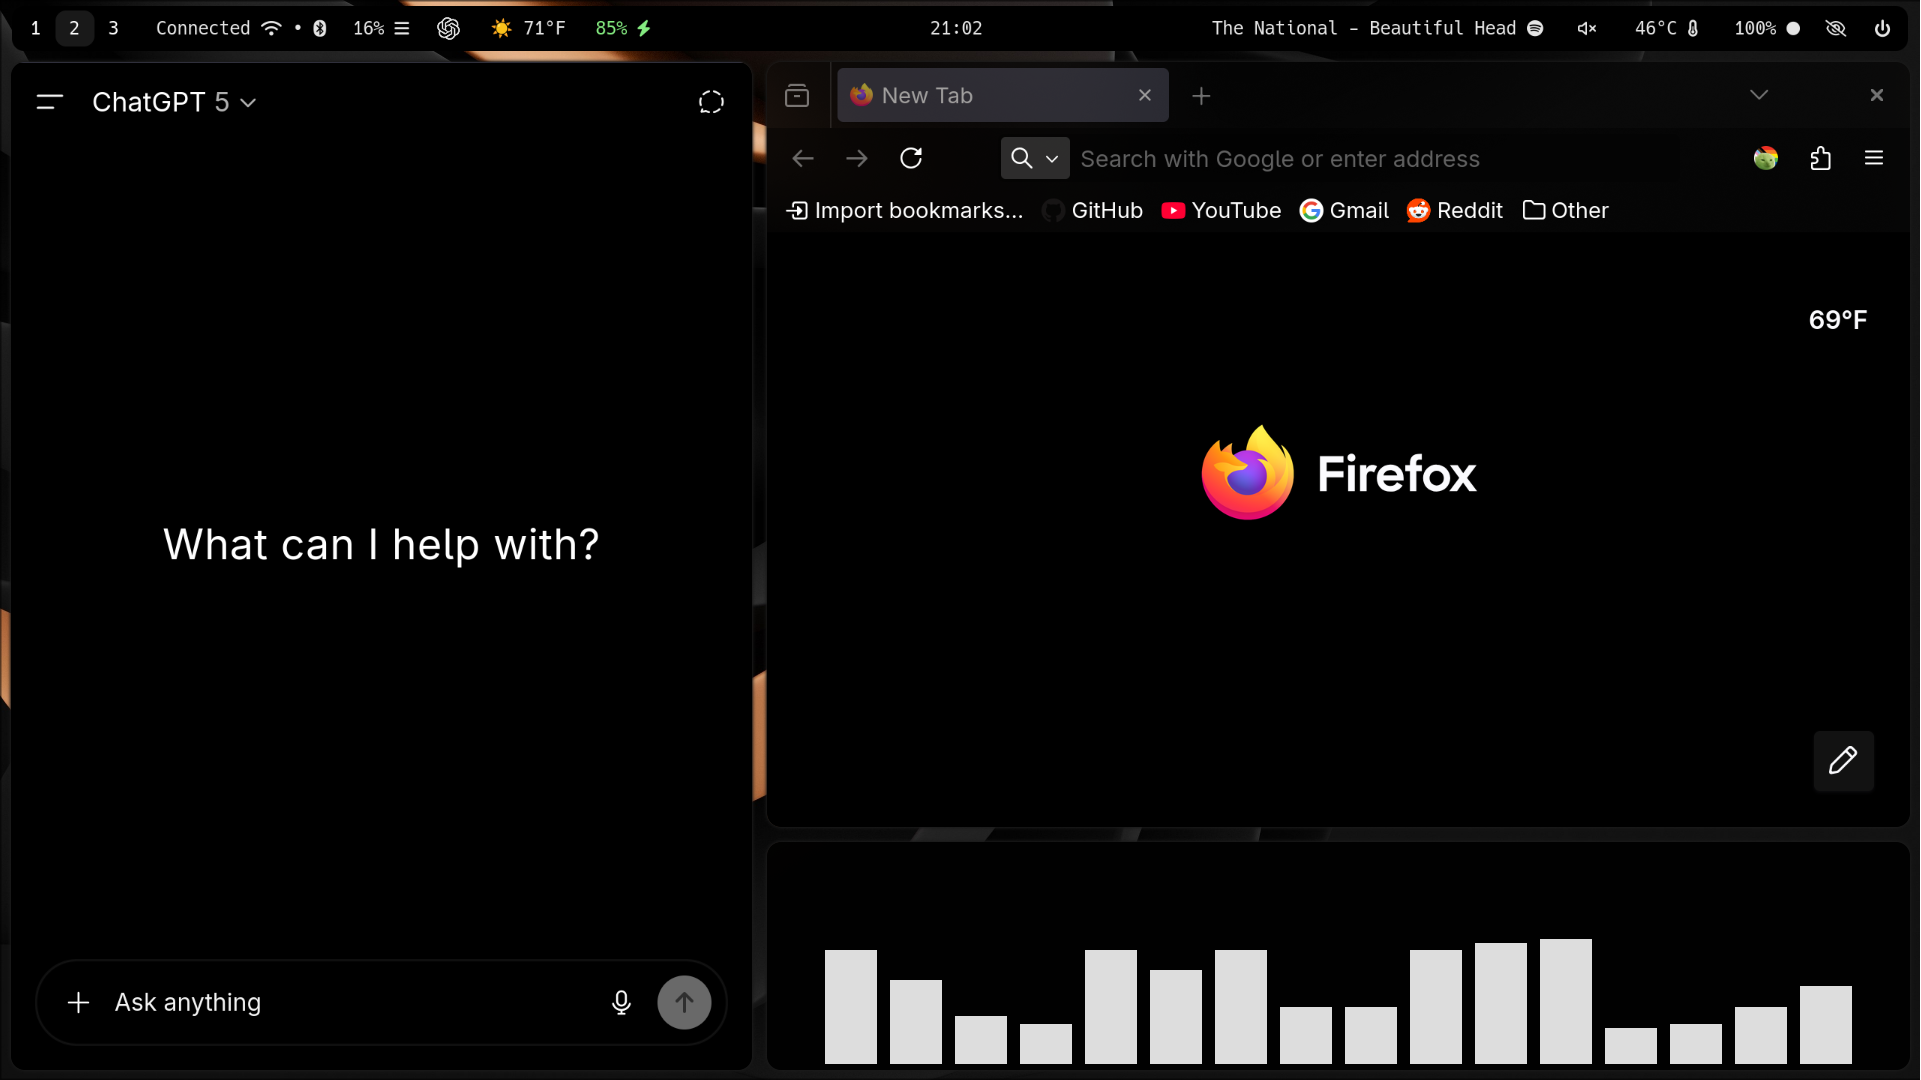 1 2 3 Connected • 16% 71°F 85% 21:02 The National - Beautiful Head 46°C 100%
ChatGPT 5
What can I help with?
Ask anything
New Tab
Search with Google or enter address
Import bookmarks... GitHub YouTube Gmail Reddit Other
69°F
Firefox